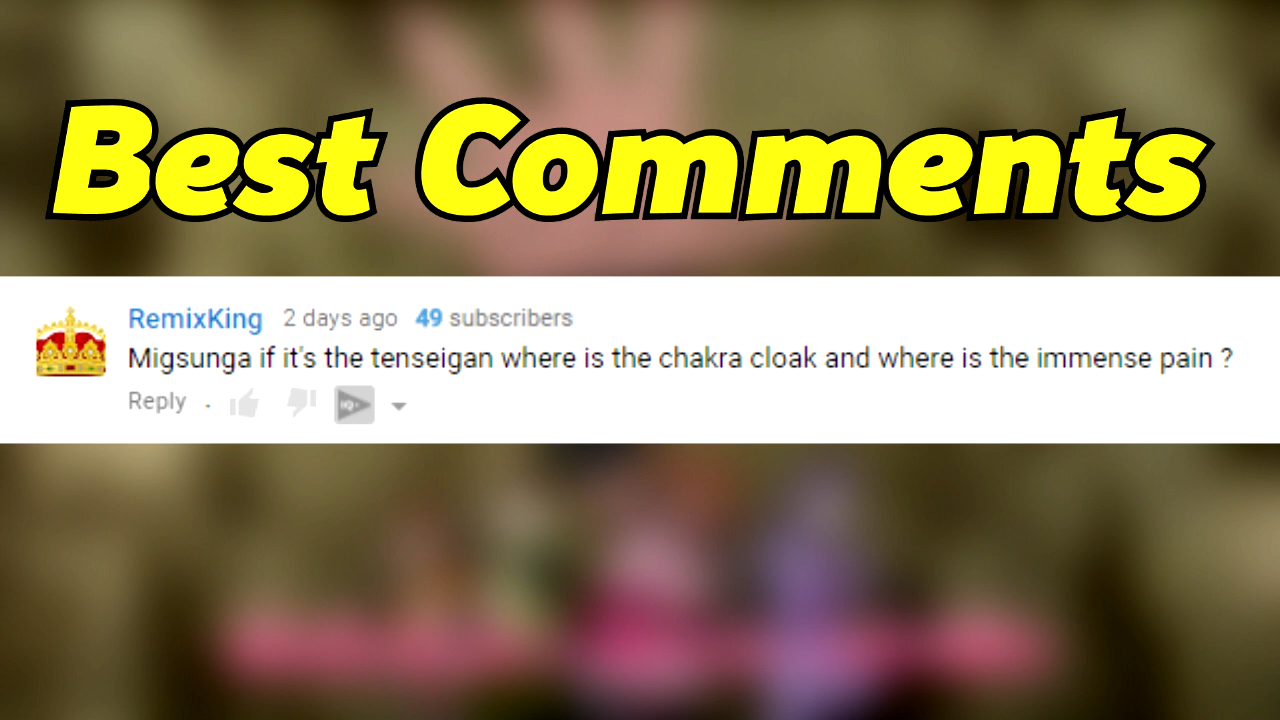 Best Comments
RemixKing 2 days ago 49 subscribers
Migsunga if it's the tenseigan where is the chakra cloak and where is the immense pain ?
Reply .
IQ+